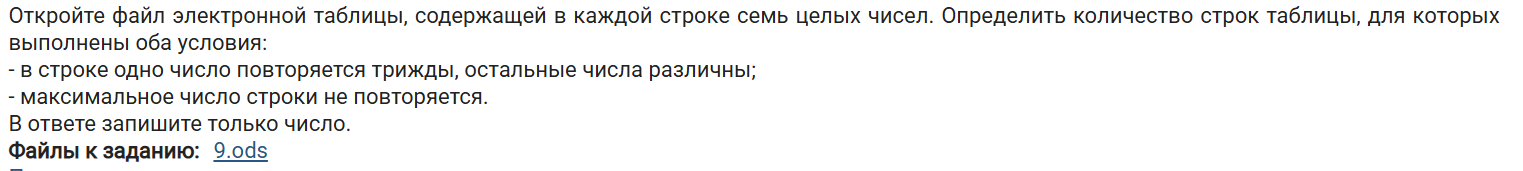 Откройте файл электронной таблицы, содержащей в каждой строке семь целых чисел. Определить количество строк таблицы, для которых
выполнены оба условия:
- в строке одно число повторяется трижды, остальные числа различны;
- максимальное число строки не повторяется.
В ответе запишите только число.
Файлы к заданию: 9.ods